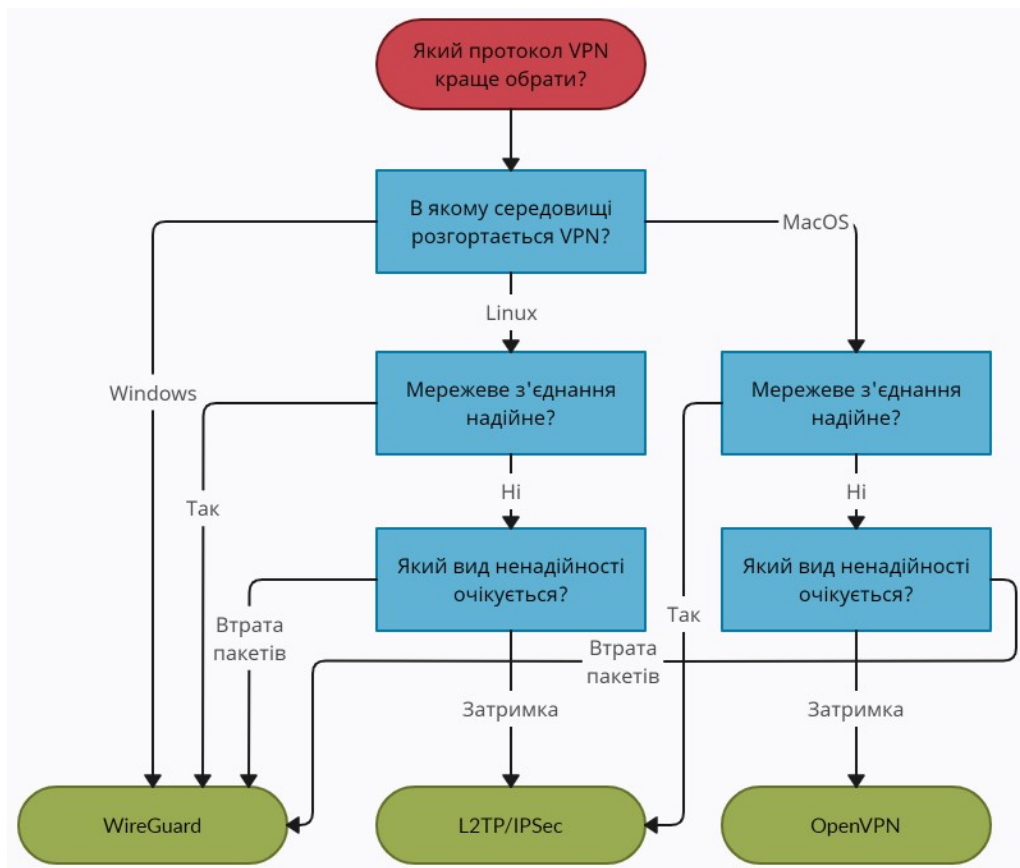 Який протокол VPN
краще обрати?
В якому середовищі
розгортається VPN?
MacOS
Linux
Windows
Мережеве з'єднання
надійне?
Мережеве з'єднання
надійне?
Так
Ні
Ні
Який вид ненадійності
очікується?
Який вид ненадійності
очікується?
Втрата
пакетів
Так
Втрата
пакетів
Затримка
Затримка
WireGuard
L2TP/IPSec
OpenVPN